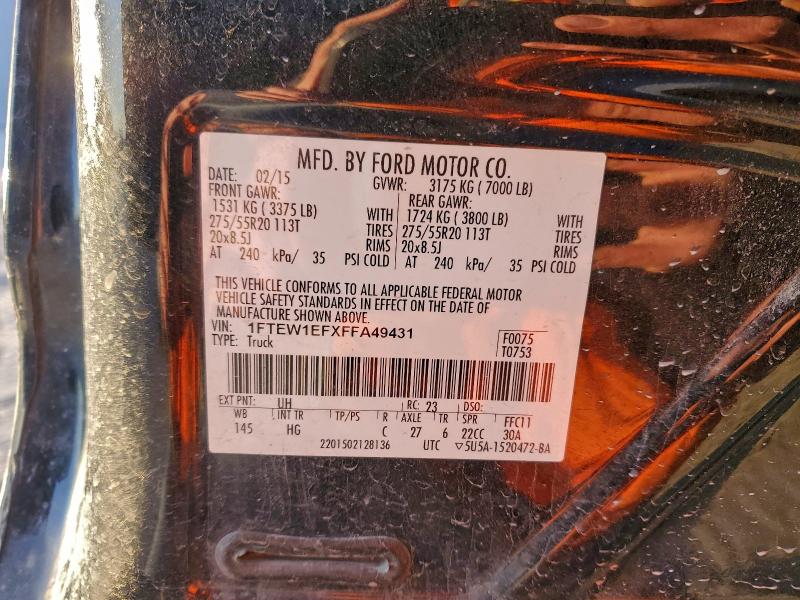 MFD. BY FORD MOTOR CO.
DATE: 02/15 GVWR: 3175 KG ( 7000 LB)
FRONT GAWR: REAR GAWR:
1531 KG ( 3375 LB) WITH 1724 KG ( 3800 LB) WITH
275/55R20 113T TIRES 275/55R20 113T TIRES
20x8.5J RIMS 20x8.5J RIMS
AT 240 kPa/ 35 PSI COLD AT 240 kPa/ 35 PSI COLD
THIS VEHICLE CONFORMS TO ALL APPLICABLE FEDERAL MOTOR
VEHICLE SAFETY STANDARDS IN EFFECT ON THE DATE OF
MANUFACTURE SHOWN ABOVE.
VIN: 1FTEW1EFXFFA49431 F0075
TYPE: Truck T0753
EXT PNT: UH RC: 23 DSO:
WB INT TR TP/PS R AXLE TR SPR FFC11
145 HG C 27 6 22CC 30A
2201502128136 UTC ▽5U5A-1520472-BA